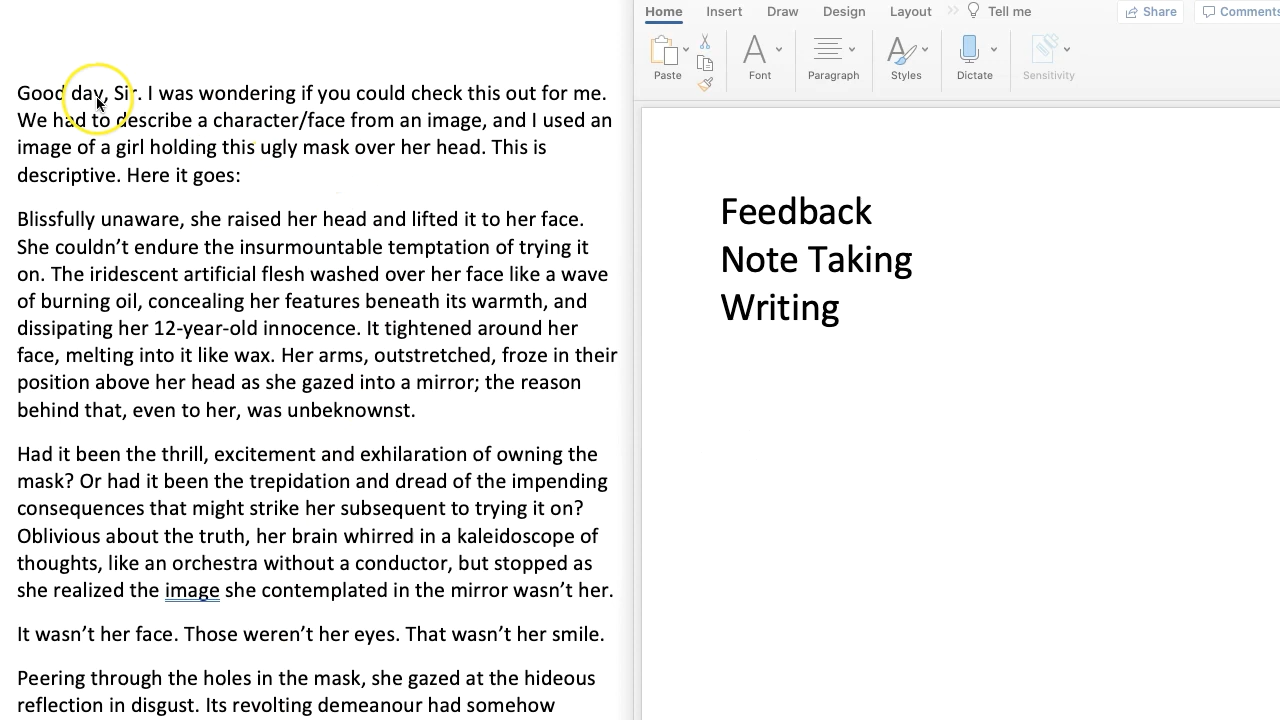 Home Insert Draw Design Layout Tell me Share Comments
Paste Font Paragraph Styles Dictate Sensitivity
Good day, Sir. I was wondering if you could check this out for me.
We had to describe a character/face from an image, and I used an
image of a girl holding this ugly mask over her head. This is
descriptive. Here it goes:
Blissfully unaware, she raised her head and lifted it to her face.
She couldn’t endure the insurmountable temptation of trying it
on. The iridescent artificial flesh washed over her face like a wave
of burning oil, concealing her features beneath its warmth, and
dissipating her 12-year-old innocence. It tightened around her
face, melting into it like wax. Her arms, outstretched, froze in their
position above her head as she gazed into a mirror; the reason
behind that, even to her, was unbeknownst.
Had it been the thrill, excitement and exhilaration of owning the
mask? Or had it been the trepidation and dread of the impending
consequences that might strike her subsequent to trying it on?
Oblivious about the truth, her brain whirred in a kaleidoscope of
thoughts, like an orchestra without a conductor, but stopped as
she realized the image she contemplated in the mirror wasn’t her.
It wasn’t her face. Those weren’t her eyes. That wasn’t her smile.
Peering through the holes in the mask, she gazed at the hideous
reflection in disgust. Its revolting demeanour had somehow
Feedback
Note Taking
Writing